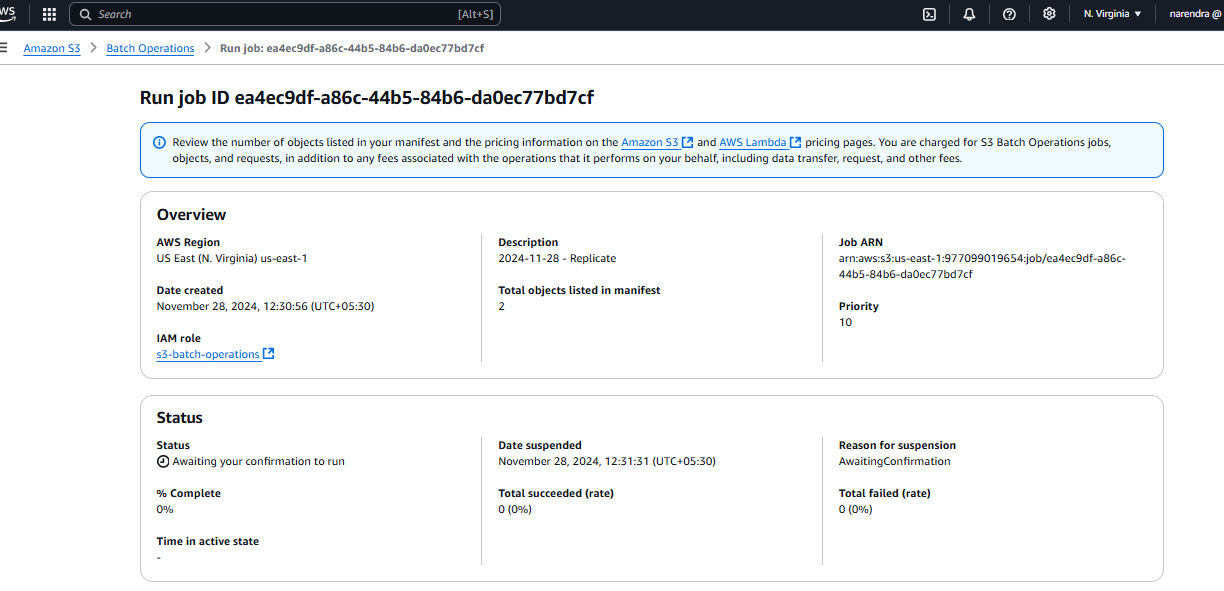 Search [Alt+S] N. Virginia narendra @
Amazon S3 > Batch Operations > Run job: ea4ec9df-a86c-44b5-84b6-da0ec77bd7cf
Run job ID ea4ec9df-a86c-44b5-84b6-da0ec77bd7cf
Review the number of objects listed in your manifest and the pricing information on the Amazon S3 and AWS Lambda pricing pages. You are charged for S3 Batch Operations jobs,
objects, and requests, in addition to any fees associated with the operations that it performs on your behalf, including data transfer, request, and other fees.
Overview
AWS Region
US East (N. Virginia) us-east-1
Date created
November 28, 2024, 12:30:56 (UTC+05:30)
IAM role
s3-batch-operations
Description
2024-11-28 - Replicate
Total objects listed in manifest
2
Job ARN
arn:aws:s3:us-east-1:977099019654:job/ea4ec9df-a86c-
44b5-84b6-da0ec77bd7cf
Priority
10
Status
Status
Awaiting your confirmation to run
% Complete
0%
Time in active state
-
Date suspended
November 28, 2024, 12:31:31 (UTC+05:30)
Total succeeded (rate)
0 (0%)
Reason for suspension
AwaitingConfirmation
Total failed (rate)
0 (0%)